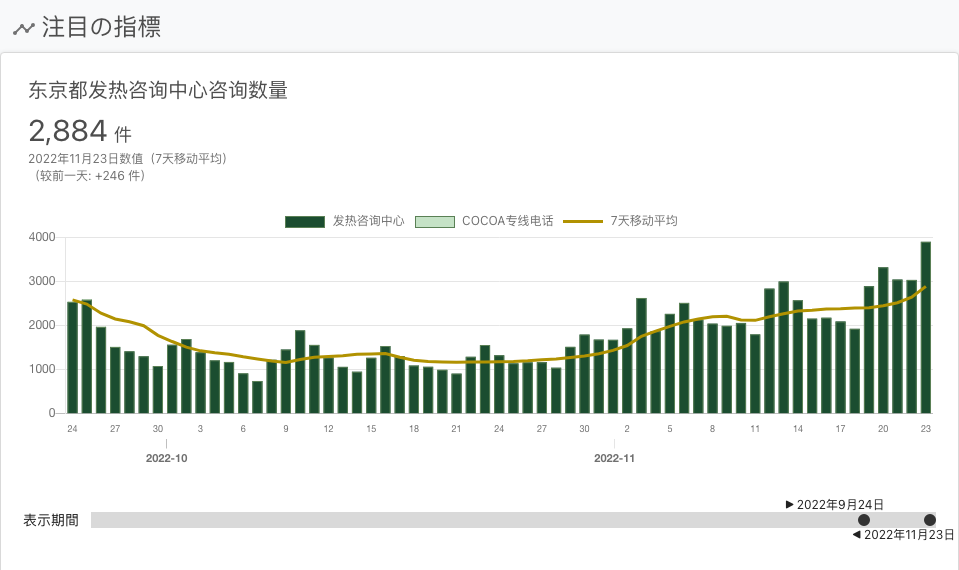 注目の指標
东京都发热咨询中心咨询数量
2,884 件
2022年11月23日数值（7天移动平均）
（较前一天: +246 件）
发热咨询中心 COCOA专线电话 7天移动平均
4000
3000
2000
1000
0
24 27 30 3 6 9 12 15 18 21 24 27 30 2 5 8 11 14 17 20 23
2022-10 2022-11
▶ 2022年9月24日
表示期間
◀ 2022年11月23日